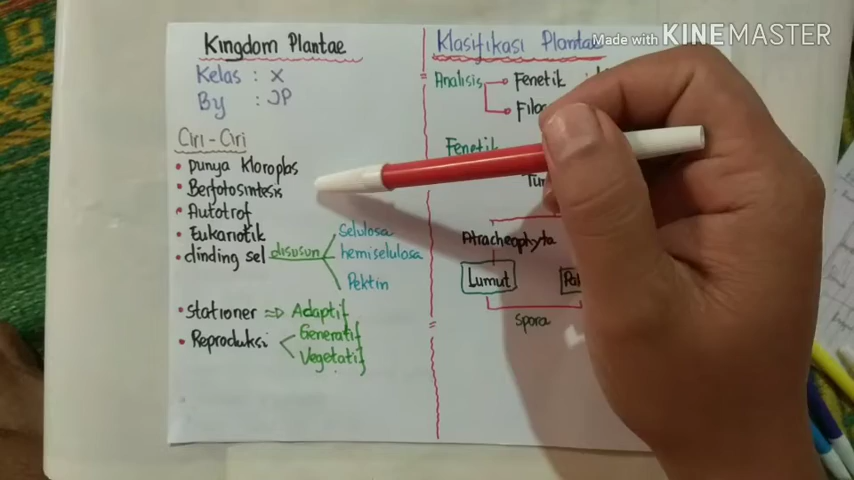 Kingdom Plantae
Kelas : X
By : JP
Ciri-Ciri
• Punya Kloroplas
• Berfotosintesis
• Autotrof
• Eukariotik
• dinding sel disusun
Selulosa
hemiselulosa
Pektin
• Stationer => Adaptif
• Reproduksi
Generatif
Vegetatif
Klasifikasi Plantae
Analisis
Fenetik :
Fenetik
Atracheophyta
Lumut
Spora
Made with KINEMASTER